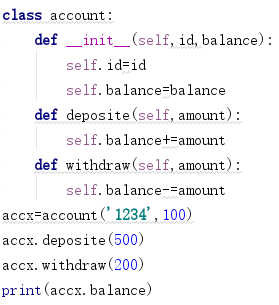 class account:
    def __init__(self,id,balance):
        self.id=id
        self.balance=balance
    def deposite(self,amount):
        self.balance+=amount
    def withdraw(self,amount):
        self.balance-=amount
accx=account('1234',100)
accx.deposite(500)
accx.withdraw(200)
print(accx.balance)